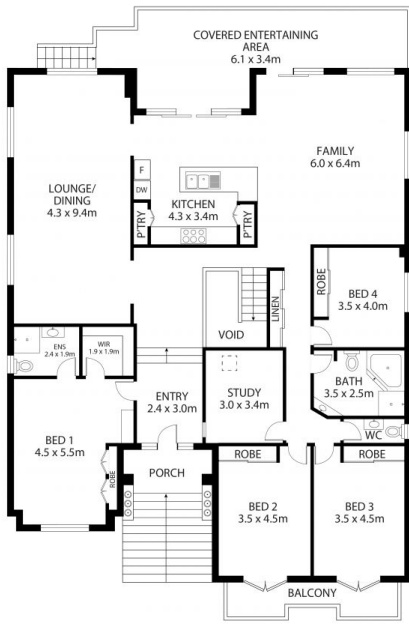 COVERED ENTERTAINING
AREA
6.1 x 3.4m
FAMILY
6.0 x 6.4m
LOUNGE/
DINING
4.3 x 9.4m
F
DW
KITCHEN
4.3 x 3.4m
P'TRY
P'TRY
ROBE
BED 4
3.5 x 4.0m
LINEN
VOID
ENS
2.4 x 1.9m
WIR
1.9 x 1.9m
ENTRY
2.4 x 3.0m
STUDY
3.0 x 3.4m
BATH
3.5 x 2.5m
WC
BED 1
4.5 x 5.5m
ROBE
PORCH
ROBE
ROBE
BED 2
3.5 x 4.5m
BED 3
3.5 x 4.5m
BALCONY